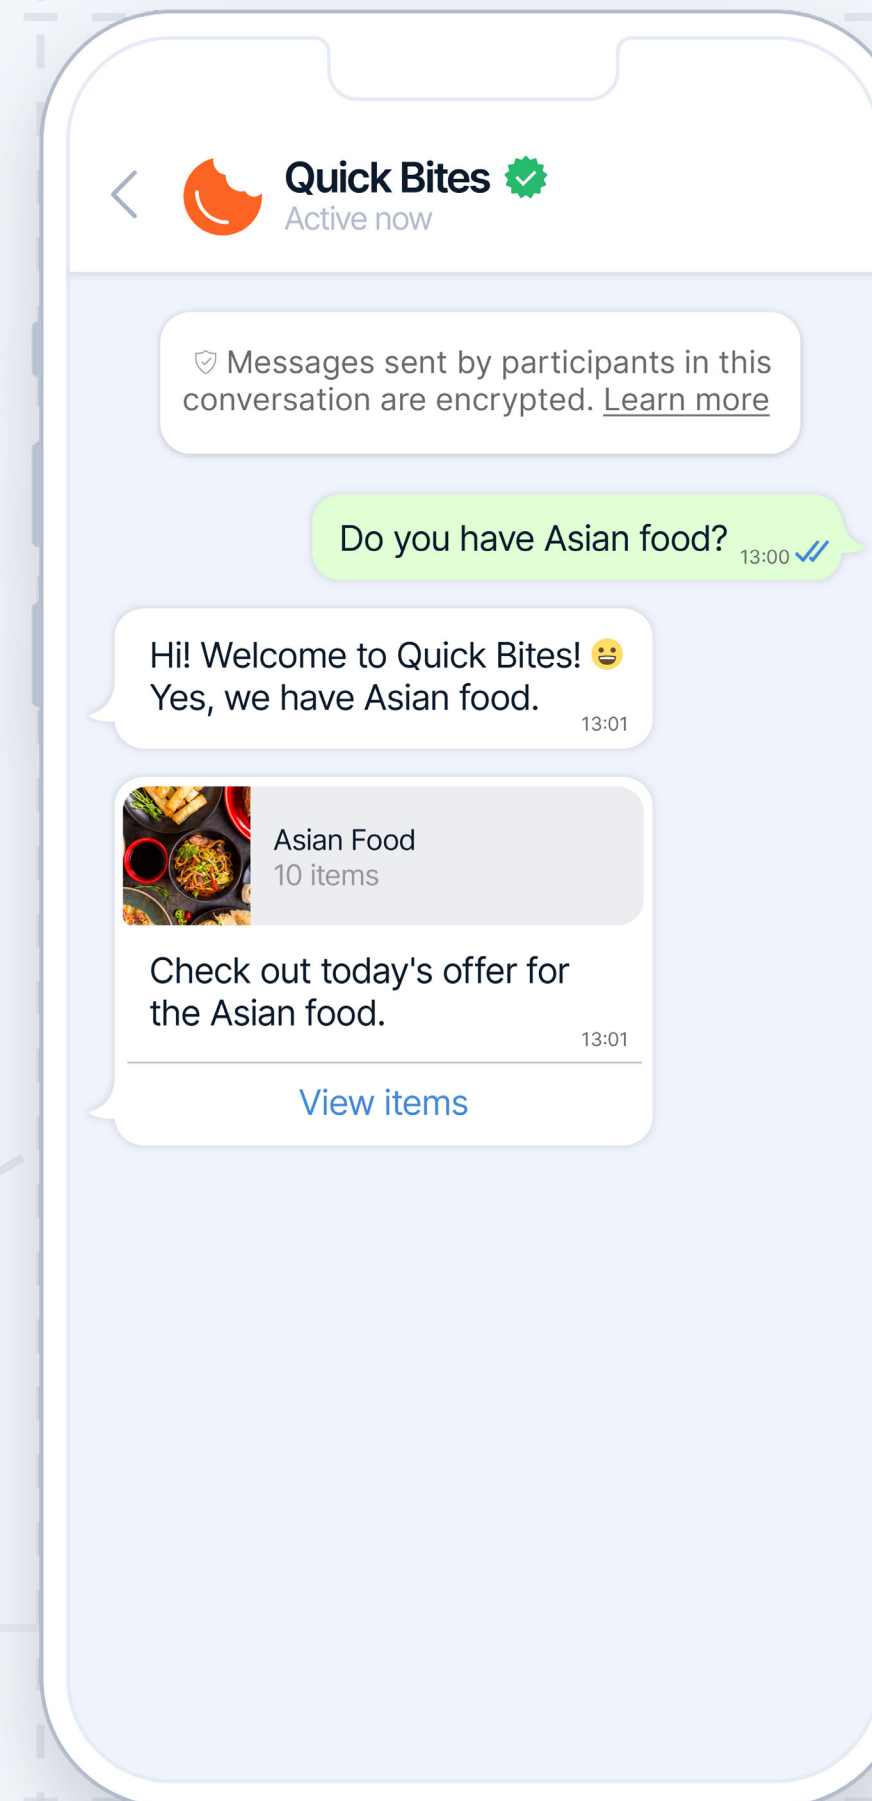 Quick Bites
Active now
Messages sent by participants in this
conversation are encrypted. Learn more
Do you have Asian food?
13:00
Hi! Welcome to Quick Bites! 😀
Yes, we have Asian food.
13:01
Asian Food
10 items
Check out today's offer for
the Asian food.
13:01
View items